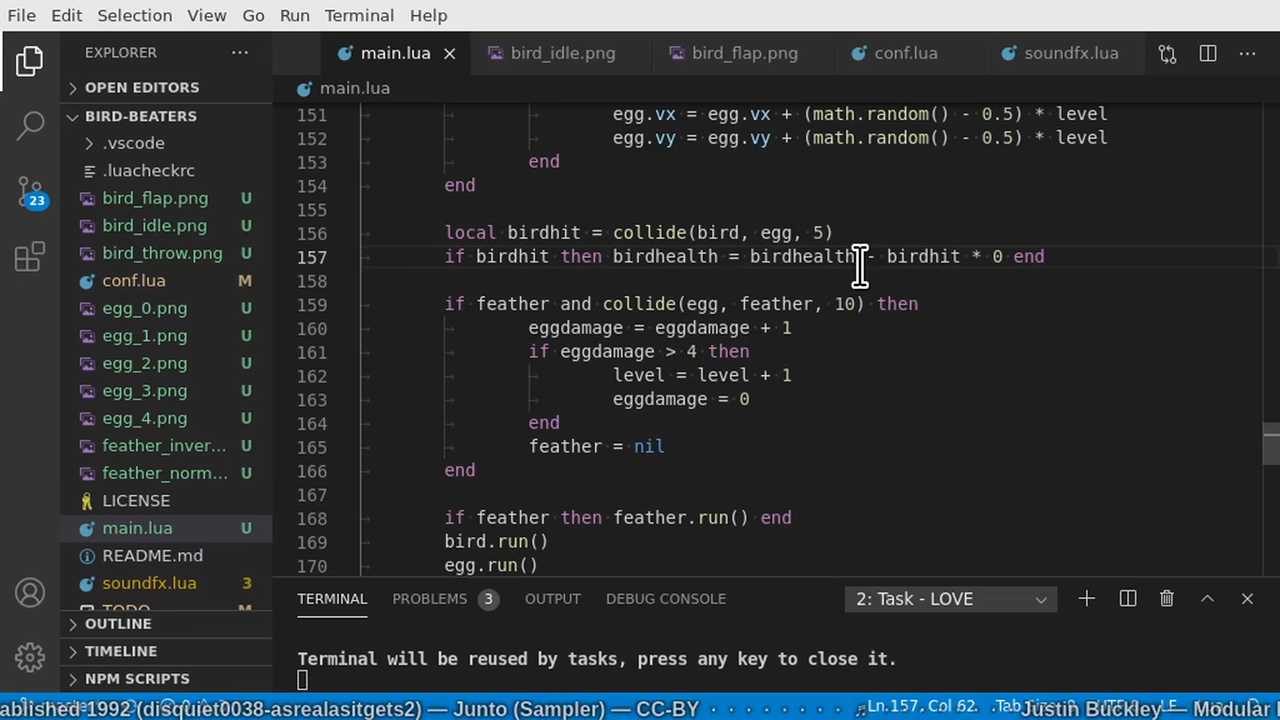 File Edit Selection View Go Run Terminal Help
EXPLORER
main.lua
bird_idle.png
bird_flap.png
conf.lua
soundfx.lua
OPEN EDITORS
main.lua
BIRD-BEATERS
.vscode
.luacheckrc
bird_flap.png U
bird_idle.png U
bird_throw.png U
conf.lua M
egg_0.png U
egg_1.png U
egg_2.png U
egg_3.png U
egg_4.png U
feather_inver... U
feather_norm... U
LICENSE
main.lua U
README.md
soundfx.lua 3
TODO M
OUTLINE
TIMELINE
NPM SCRIPTS
23
151 egg.vx = egg.vx + (math.random() - 0.5) * level
152 egg.vy = egg.vy + (math.random() - 0.5) * level
153 end
154 end
155
156 local birdhit = collide(bird, egg, 5)
157 if birdhit then birdhealth = birdhealth - birdhit * 0 end
158
159 if feather and collide(egg, feather, 10) then
160 eggdamage = eggdamage + 1
161 if eggdamage > 4 then
162 level = level + 1
163 eggdamage = 0
164 end
165 feather = nil
166 end
167
168 if feather then feather.run() end
169 bird.run()
170 egg.run()
TERMINAL PROBLEMS 3 OUTPUT DEBUG CONSOLE 2: Task - LOVE
Terminal will be reused by tasks, press any key to close it.
ablished-1992 (disquiet0038-asrealasitgets2) — Junto (Sampler) — CC-BY
Ln 157, Col 62
Justin Buckley — Modular